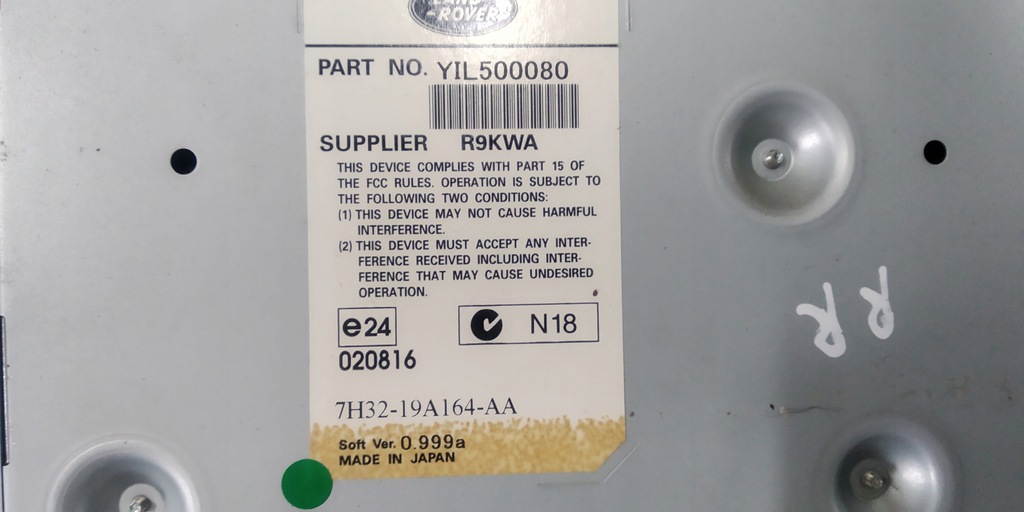 LAND
-ROVER
PART NO. YIL500080
SUPPLIER R9KWA
THIS DEVICE COMPLIES WITH PART 15 OF
THE FCC RULES. OPERATION IS SUBJECT TO
THE FOLLOWING TWO CONDITIONS:
(1) THIS DEVICE MAY NOT CAUSE HARMFUL
INTERFERENCE.
(2) THIS DEVICE MUST ACCEPT ANY INTER-
FERENCE RECEIVED INCLUDING INTER-
FERENCE THAT MAY CAUSE UNDESIRED
OPERATION.
e24
N18
020816
7H32-19A164-AA
Soft Ver. 0.999a
MADE IN JAPAN
RR